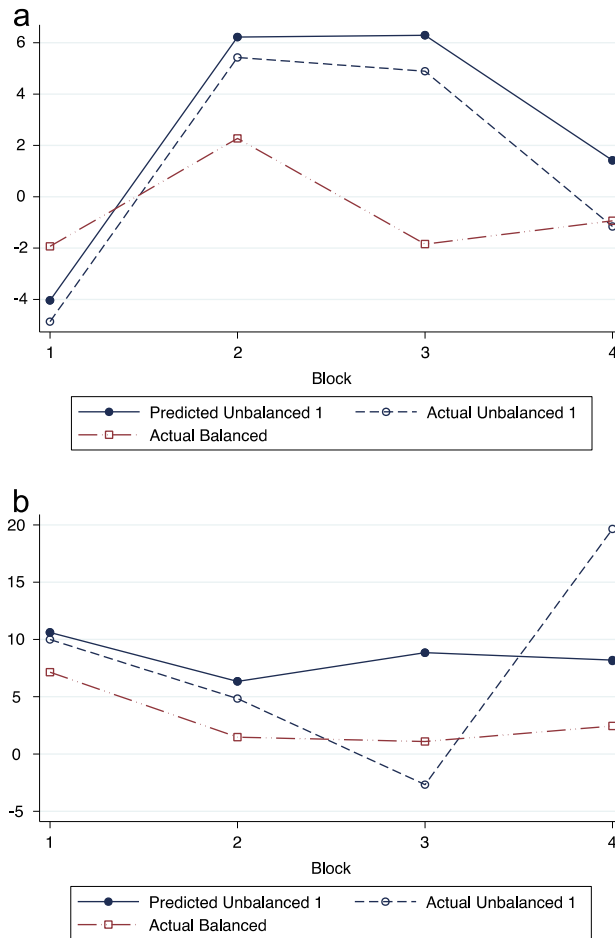 a
6
4
2
0
-2
-4
1 2 3 4
Block
Predicted Unbalanced 1 Actual Unbalanced 1
Actual Balanced
b
20
15
10
5
0
-5
1 2 3 4
Block
Predicted Unbalanced 1 Actual Unbalanced 1
Actual Balanced